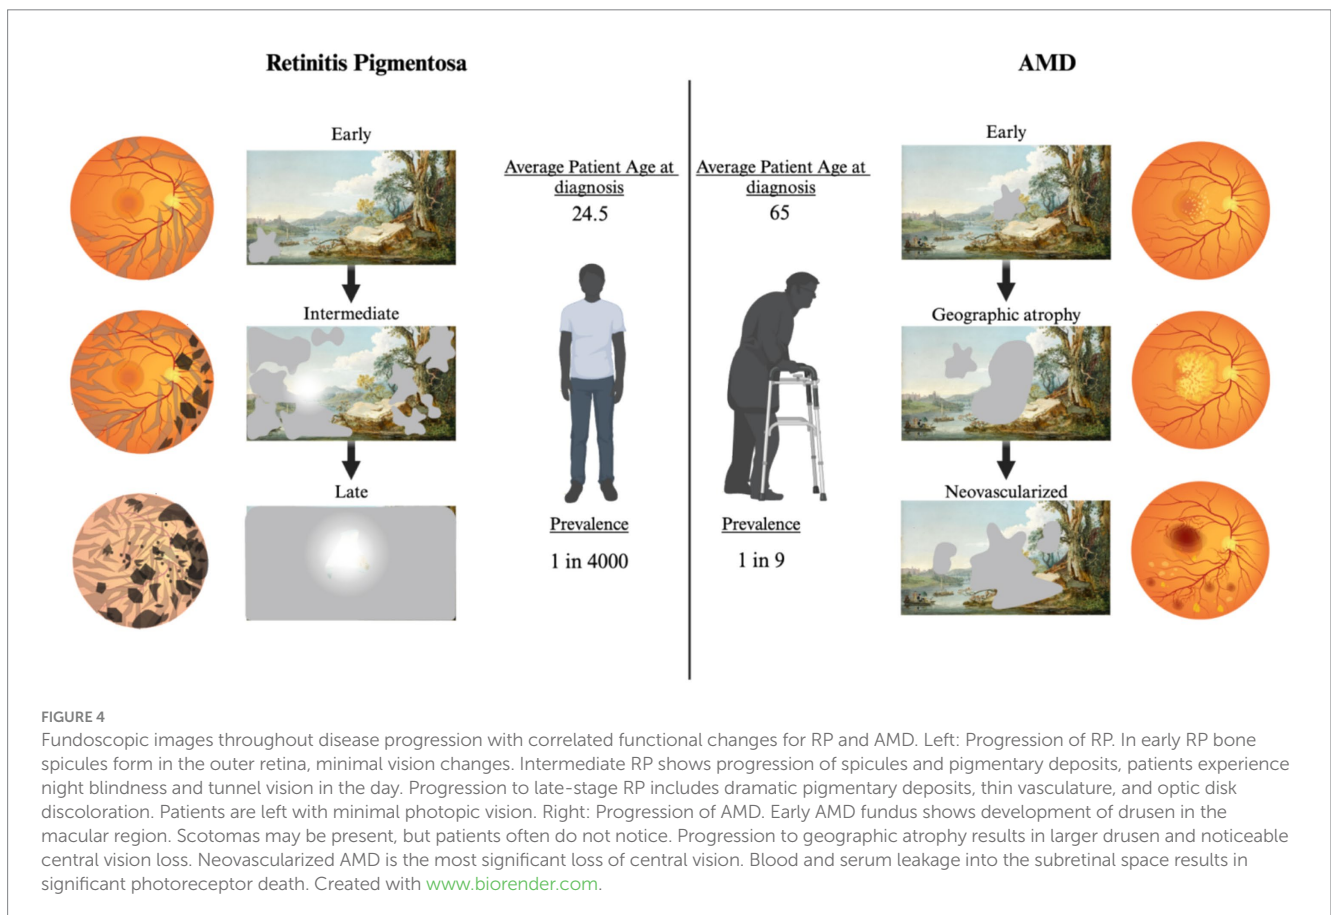 Retinitis Pigmentosa
Early
Intermediate
Late
Average Patient Age at
diagnosis
24.5
Prevalence
1 in 4000
AMD
Average Patient Age at
diagnosis
65
Prevalence
1 in 9
Early
Geographic atrophy
Neovascularized
FIGURE 4
Fundoscopic images throughout disease progression with correlated functional changes for RP and AMD. Left: Progression of RP. In early RP bone
spicules form in the outer retina, minimal vision changes. Intermediate RP shows progression of spicules and pigmentary deposits, patients experience
night blindness and tunnel vision in the day. Progression to late-stage RP includes dramatic pigmentary deposits, thin vasculature, and optic disk
discoloration. Patients are left with minimal photopic vision. Right: Progression of AMD. Early AMD fundus shows development of drusen in the
macular region. Scotomas may be present, but patients often do not notice. Progression to geographic atrophy results in larger drusen and noticeable
central vision loss. Neovascularized AMD is the most significant loss of central vision. Blood and serum leakage into the subretinal space results in
significant photoreceptor death. Created with www.biorender.com.